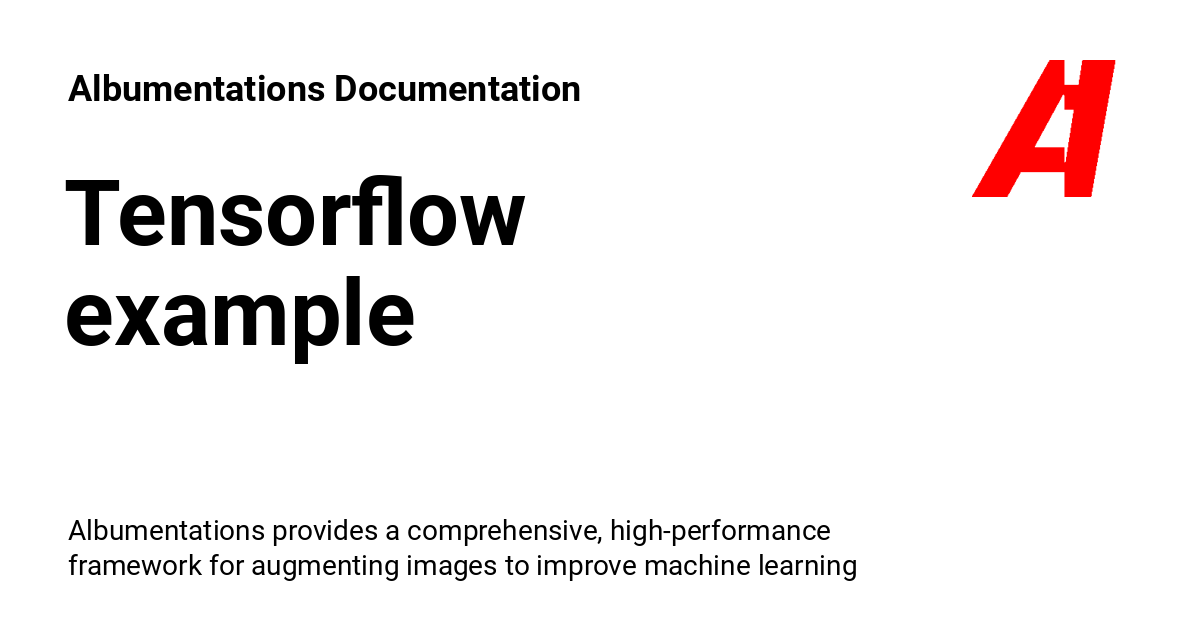 Albumentations Documentation
Tensorflow
example
Albumentations provides a comprehensive, high-performance
framework for augmenting images to improve machine learning